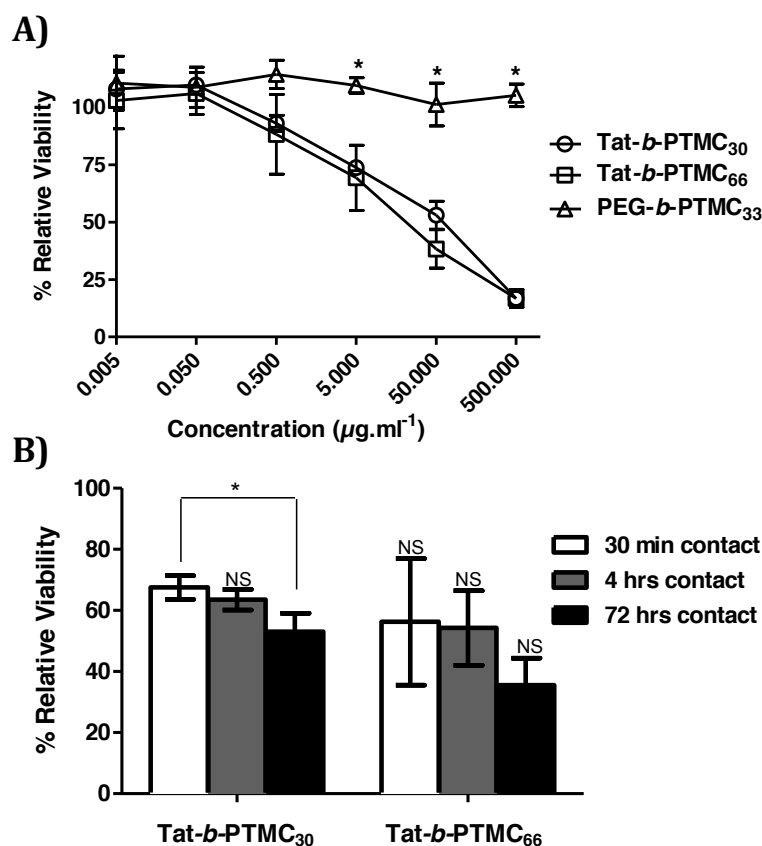 A)
% Relative Viability
100
75
50
25
0
* * *
Tat-b-PTMC₃₀
Tat-b-PTMC₆₆
PEG-b-PTMC₃₃
0.005 0.050 0.500 5.000 50.000 500.000
Concentration (µg.ml⁻¹)
B)
% Relative Viability
100
80
60
40
20
0
*
NS
NS
NS
NS
30 min contact
4 hrs contact
72 hrs contact
Tat-b-PTMC₃₀ Tat-b-PTMC₆₆